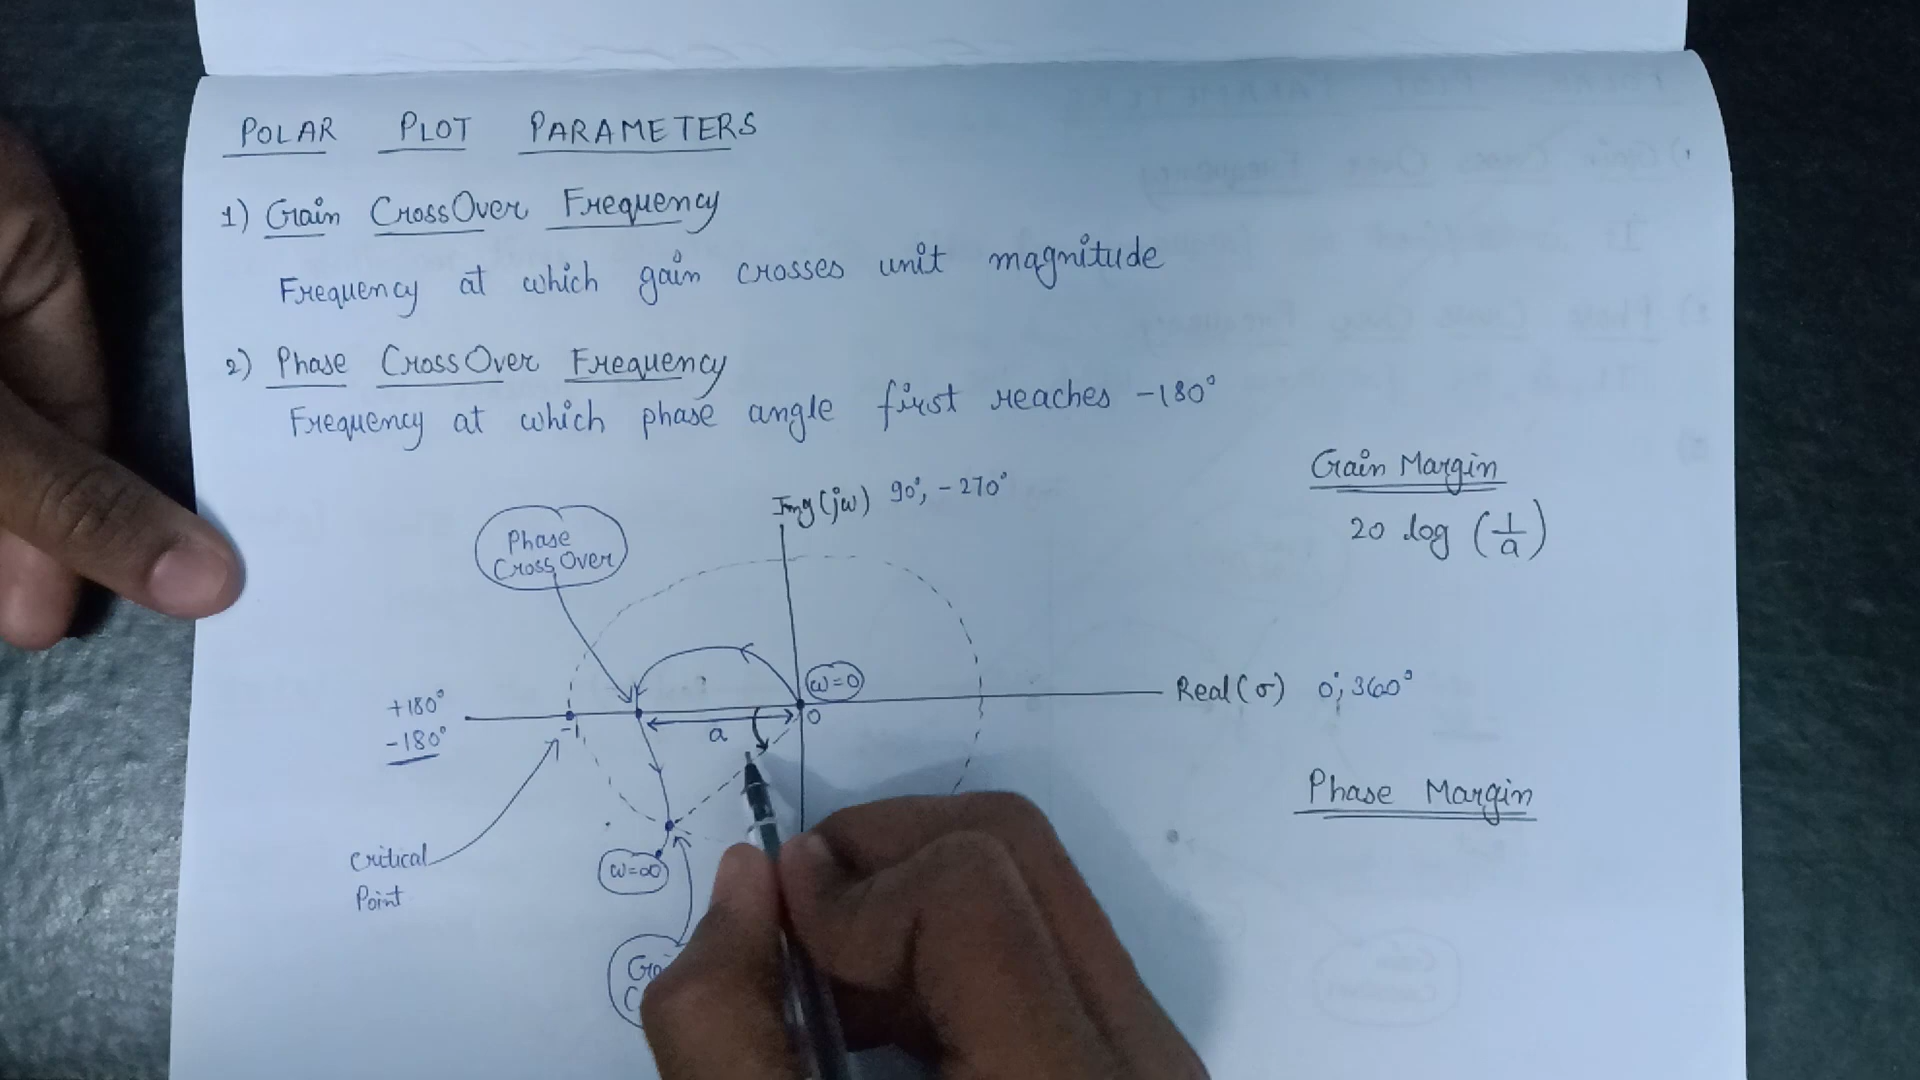 POLAR PLOT PARAMETERS
1) Gain CrossOver Frequency
Frequency at which gain crosses unit magnitude
2) Phase CrossOver Frequency
Frequency at which phase angle first reaches -180°
Gain Margin
20 log (1/a)
Img(jω) 90°, -270°
Phase
CrossOver
ω=0
Real(σ) 0°, 360°
+180°
-180°
-1
a
0
Phase Margin
Critical
Point
ω=∞